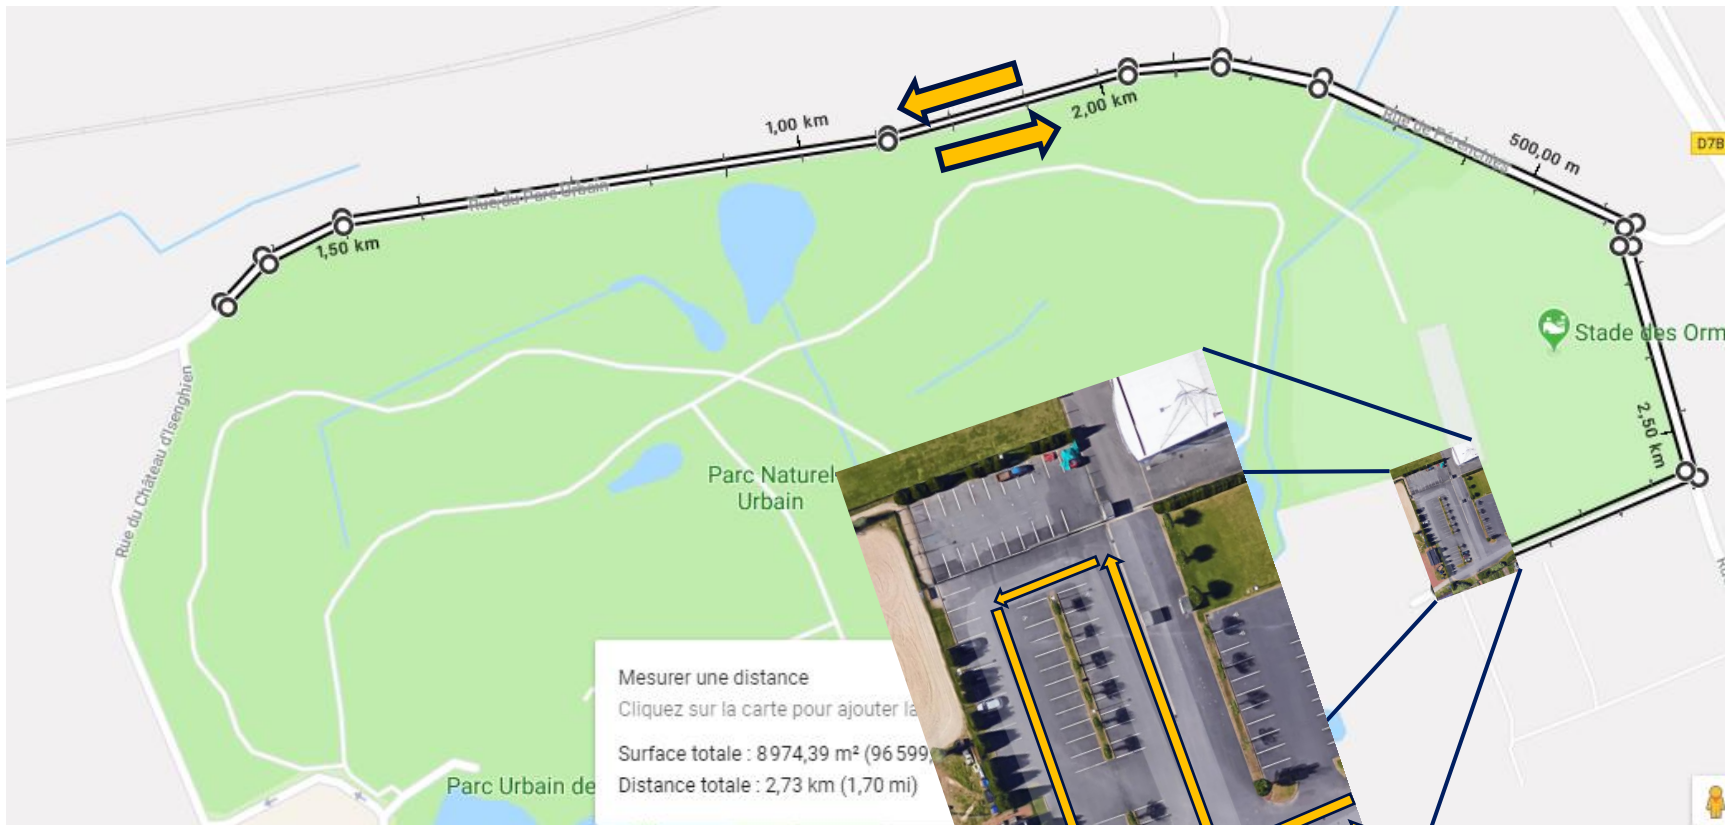 1,00 km
2,00 km
Rue de Pérenchies
500,00 m
D7B
Rue du Parc Urbain
1,50 km
Stade des Orm
Rue du Château d'Isenghien
2,50 km
Parc Naturel
Urbain
Mesurer une distance
Cliquez sur la carte pour ajouter
Surface totale : 8 974,39 m² (96 599,
Distance totale : 2,73 km (1,70 mi)
Parc Urbain de